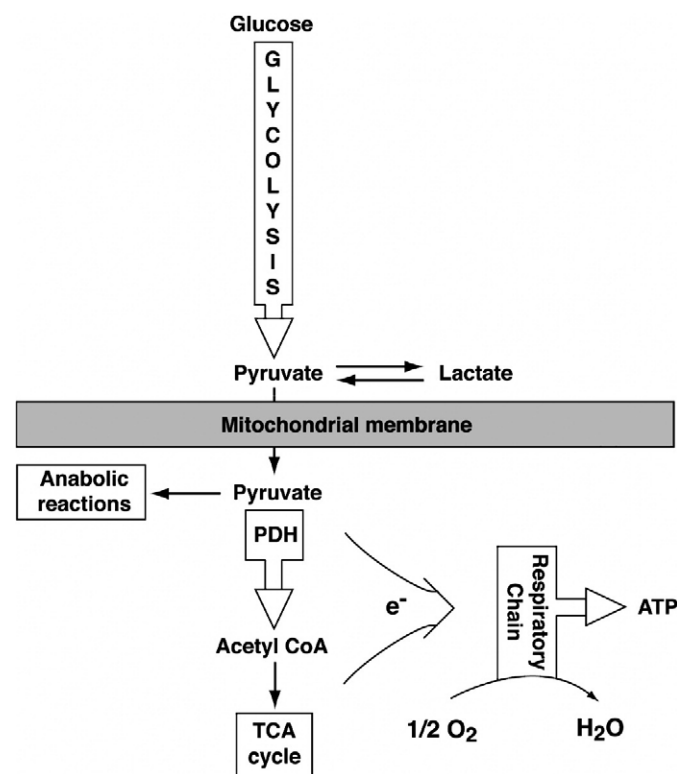 Glucose
GLYCOLYSIS
Pyruvate
Lactate
Mitochondrial membrane
Anabolic
reactions
Pyruvate
PDH
e-
Respiratory
Chain
ATP
Acetyl CoA
TCA
cycle
1/2 O2
H2O